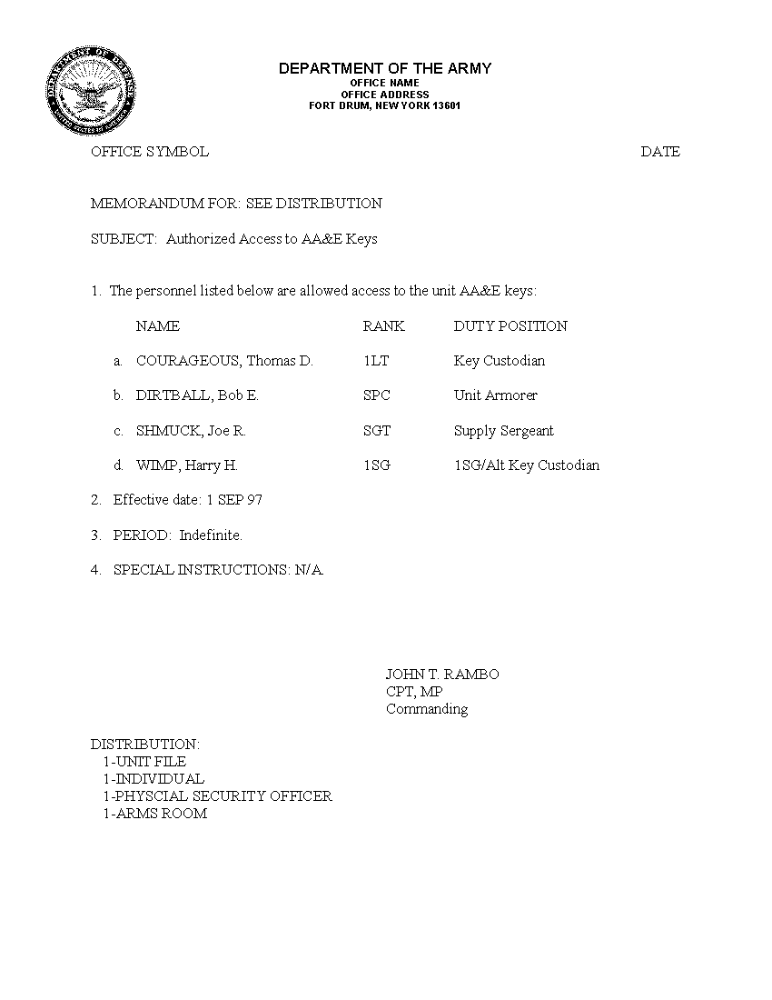 DEPARTMENT OF DEFENSE
UNITED STATES OF AMERICA
DEPARTMENT OF THE ARMY
OFFICE NAME
OFFICE ADDRESS
FORT DRUM, NEW YORK 13601
OFFICE SYMBOL DATE
MEMORANDUM FOR: SEE DISTRIBUTION
SUBJECT: Authorized Access to AA&E Keys
1. The personnel listed below are allowed access to the unit AA&E keys:
NAME RANK DUTY POSITION
a. COURAGEOUS, Thomas D. 1LT Key Custodian
b. DIRTBALL, Bob E. SPC Unit Armorer
c. SHMUCK, Joe R. SGT Supply Sergeant
d. WIMP, Harry H. 1SG 1SG/Alt Key Custodian
2. Effective date: 1 SEP 97
3. PERIOD: Indefinite.
4. SPECIAL INSTRUCTIONS: N/A
JOHN T. RAMBO
CPT, MP
Commanding
DISTRIBUTION:
1-UNIT FILE
1-INDIVIDUAL
1-PHYSCIAL SECURITY OFFICER
1-ARMS ROOM